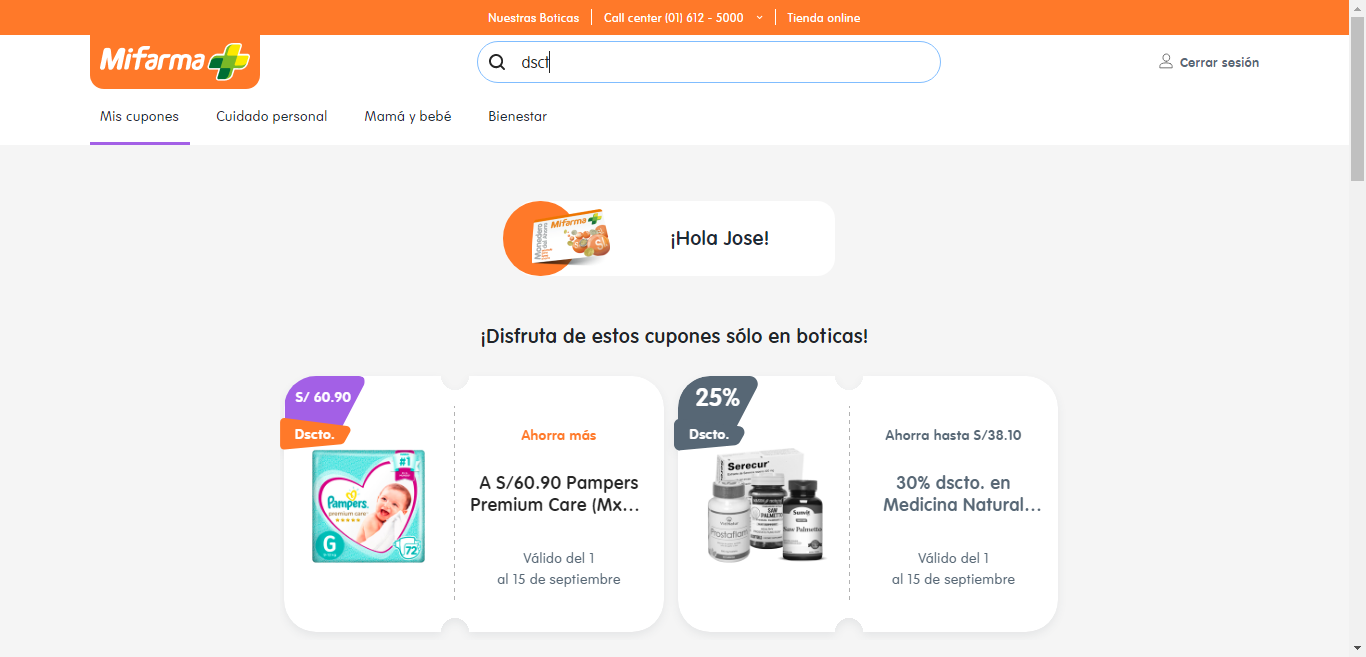 Nuestras Boticas
Call center (01) 612 - 5000
Tienda online
Mifarma
dsct
Cerrar sesión
Mis cupones
Cuidado personal
Mamá y bebé
Bienestar
Mifarma
Monedero
del Ahorro
¡Hola Jose!
¡Disfruta de estos cupones sólo en boticas!
S/ 60.90
Dscto.
#1
Pampers
premium care
G
72
Ahorra más
A S/60.90 Pampers
Premium Care (Mx...
Válido del 1
al 15 de septiembre
25%
Dscto.
Serecur
Prostaflam
SAW
PALMETTO
Sunvit
Saw Palmetto
Ahorra hasta S/38.10
30% dscto. en
Medicina Natural...
Válido del 1
al 15 de septiembre